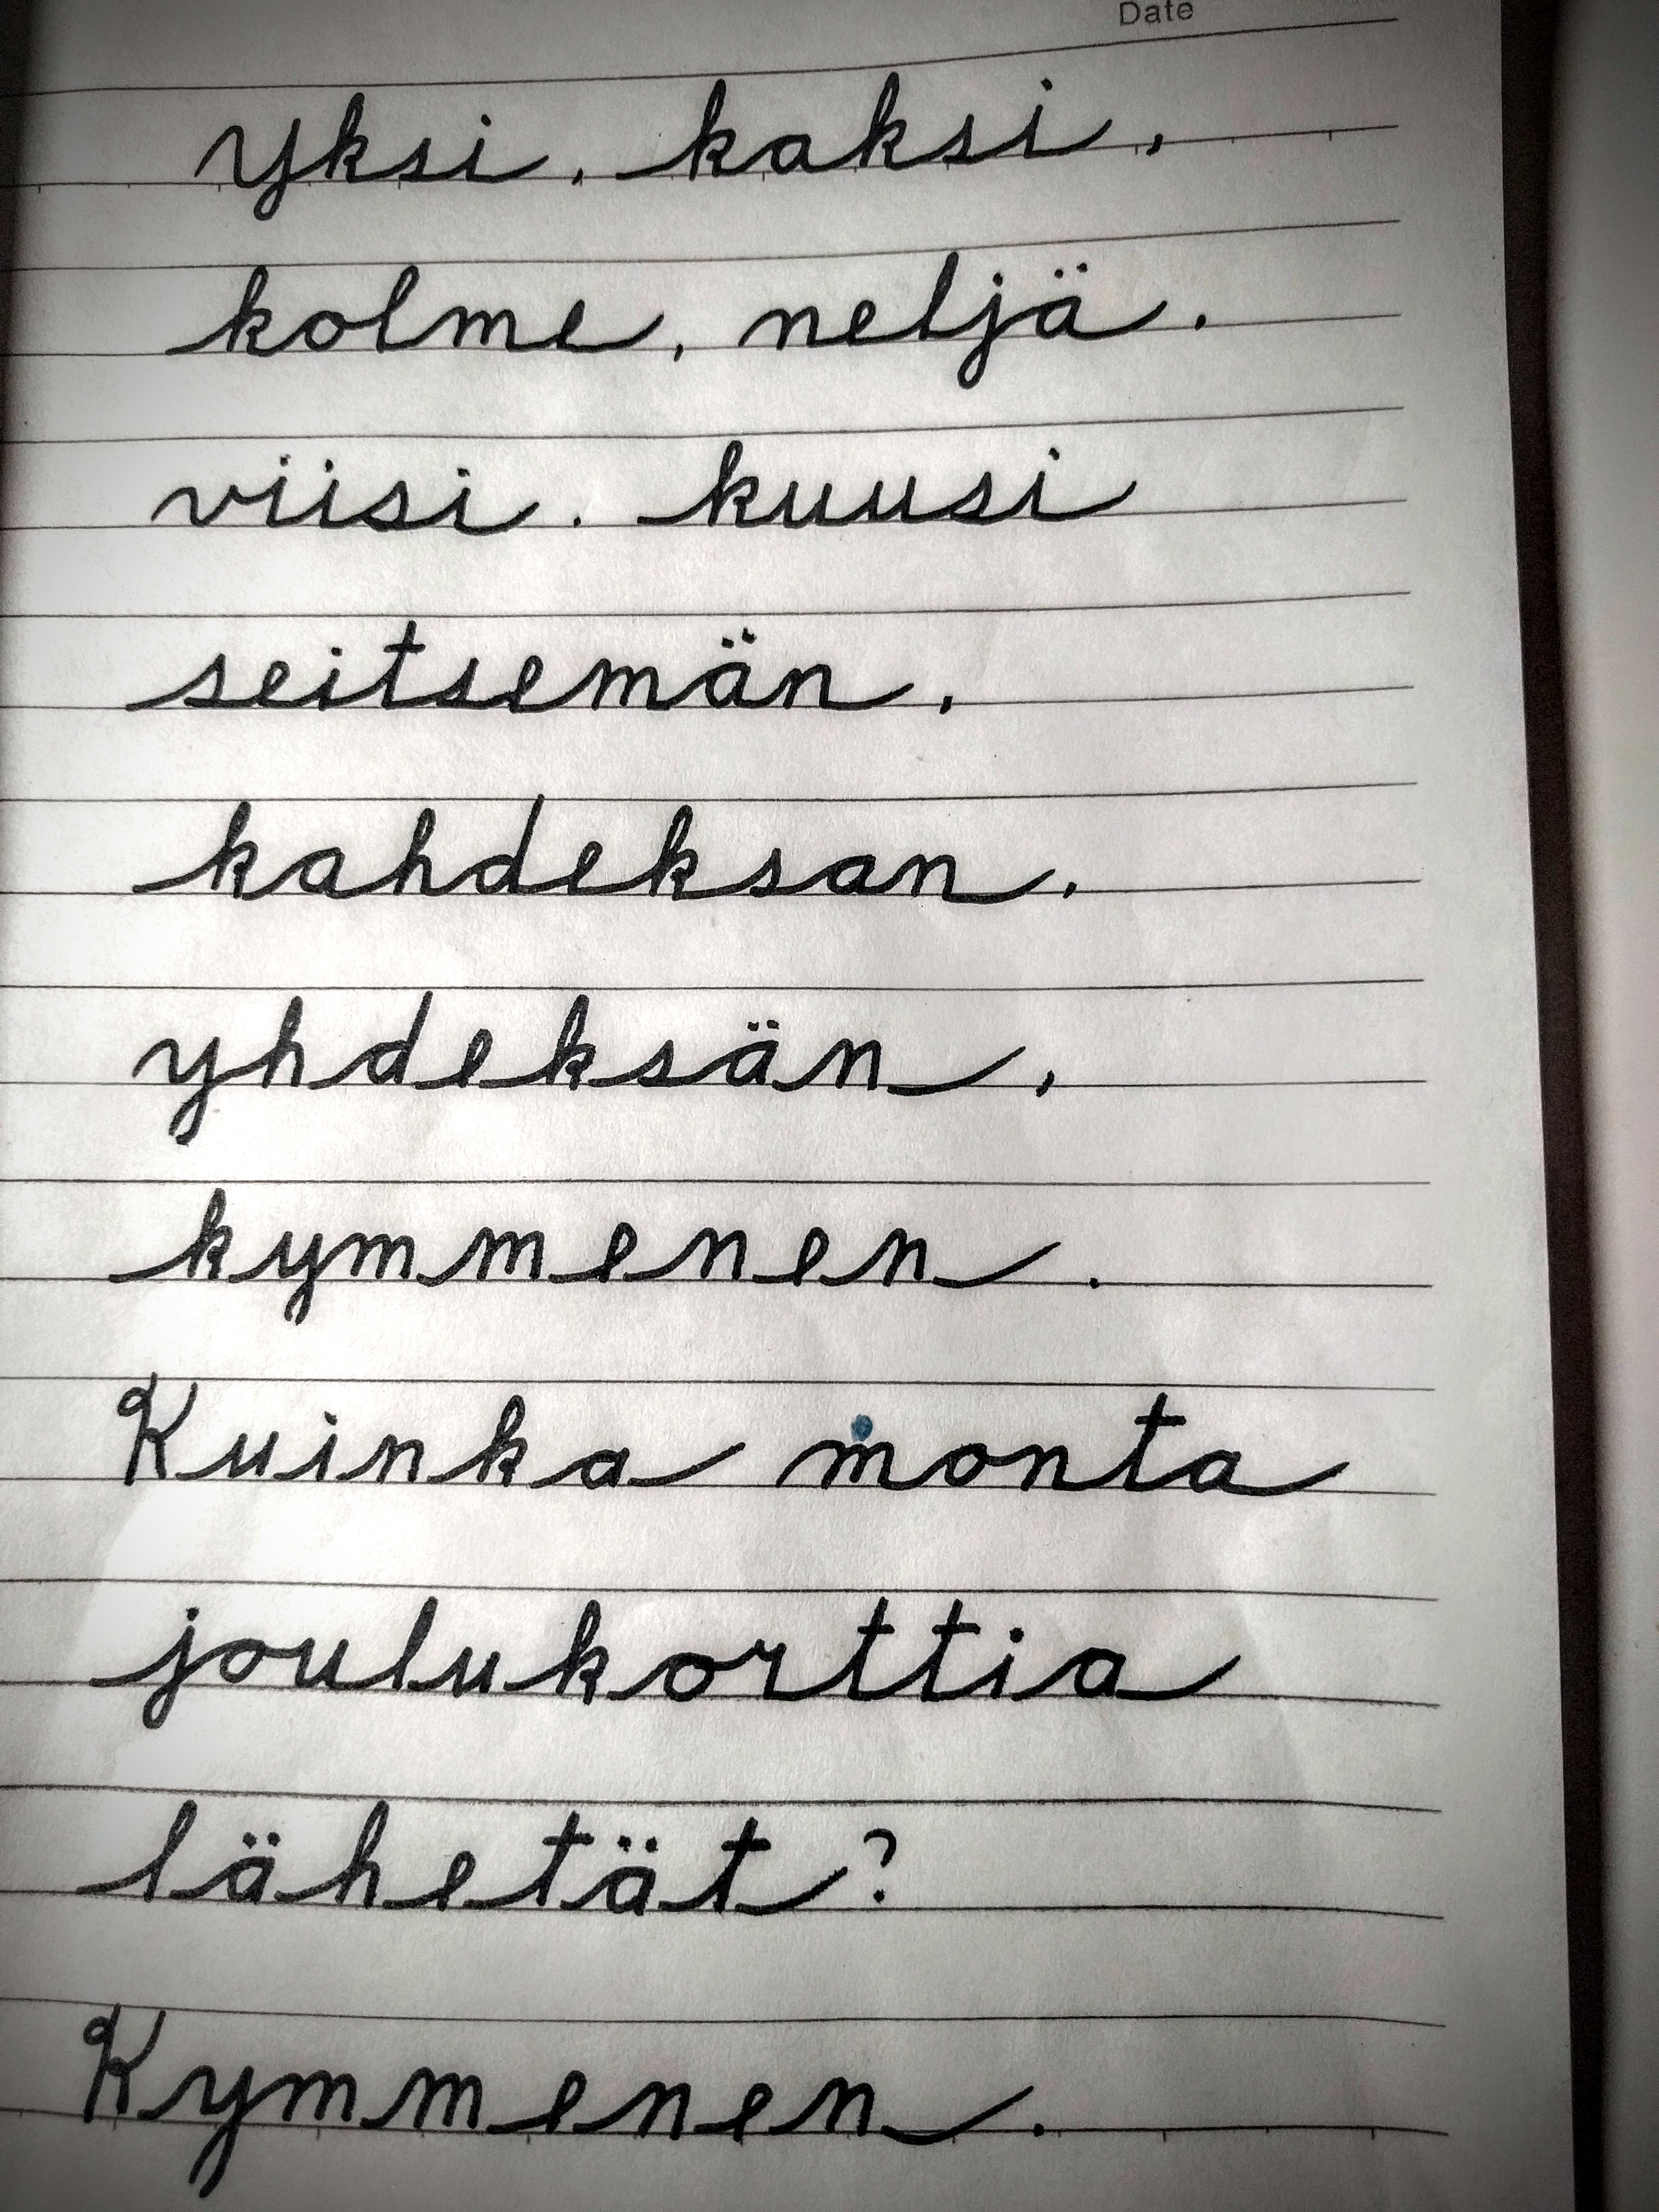 Date
yksi, kaksi,
kolme, neljä.
viisi. kuusi
seitsemän,
kahdeksan,
yhdeksän,
kymmenen.
Kuinka monta
joulukorttia
lähetät?
Kymmenen.